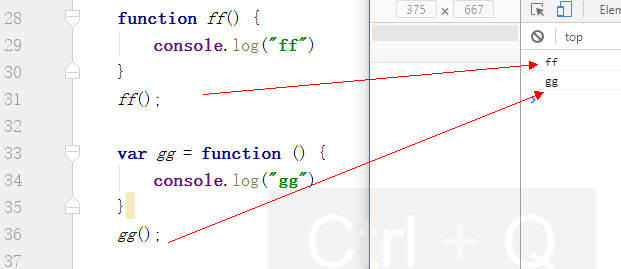 28 function ff() {
29 console.log("ff")
30 }
31 ff();
32
33 var gg = function () {
34 console.log("gg")
35 }
36 gg();
37
375 × 667
Elem
top
ff
gg
Ctrl + Q